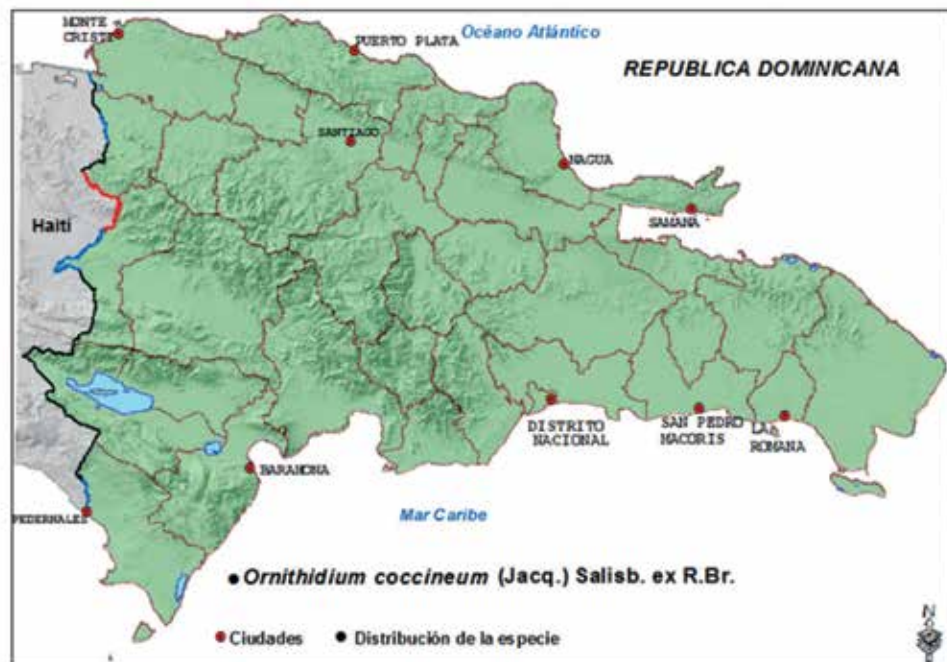 MONTE
CRISTI
PUERTO PLATA
Océano Atlántico
REPUBLICA DOMINICANA
SANTIAGO
NAGUA
SAMANA
Haití
DISTRITO
NACIONAL
SAN PEDRO
MACORIS
LA
ROMANA
BARAHONA
PEDERNALES
Mar Caribe
Ornithidium coccineum (Jacq.) Salisb. ex R.Br.
Ciudades
Distribución de la especie
N